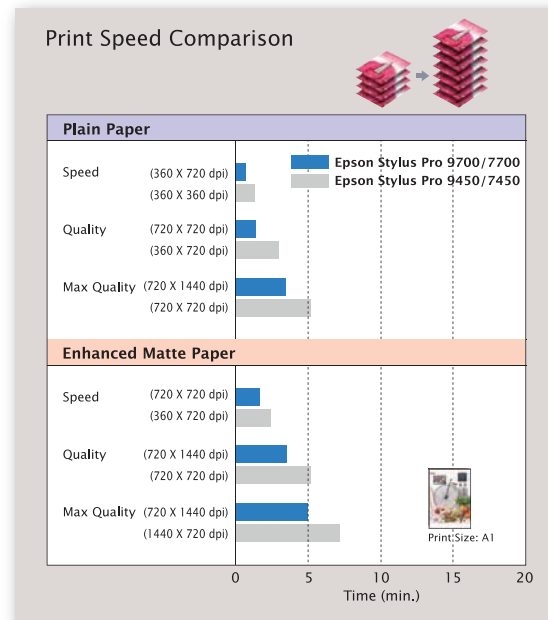 Print Speed Comparison
Plain Paper
Epson Stylus Pro 9700/7700
Epson Stylus Pro 9450/7450
Speed (360 X 720 dpi)
(360 X 360 dpi)
Quality (720 X 720 dpi)
(360 X 720 dpi)
Max Quality (720 X 1440 dpi)
(720 X 720 dpi)
Enhanced Matte Paper
Speed (720 X 720 dpi)
(360 X 720 dpi)
Quality (720 X 1440 dpi)
(720 X 720 dpi)
Max Quality (720 X 1440 dpi)
(1440 X 720 dpi)
Print Size: A1
0 5 10 15 20
Time (min.)